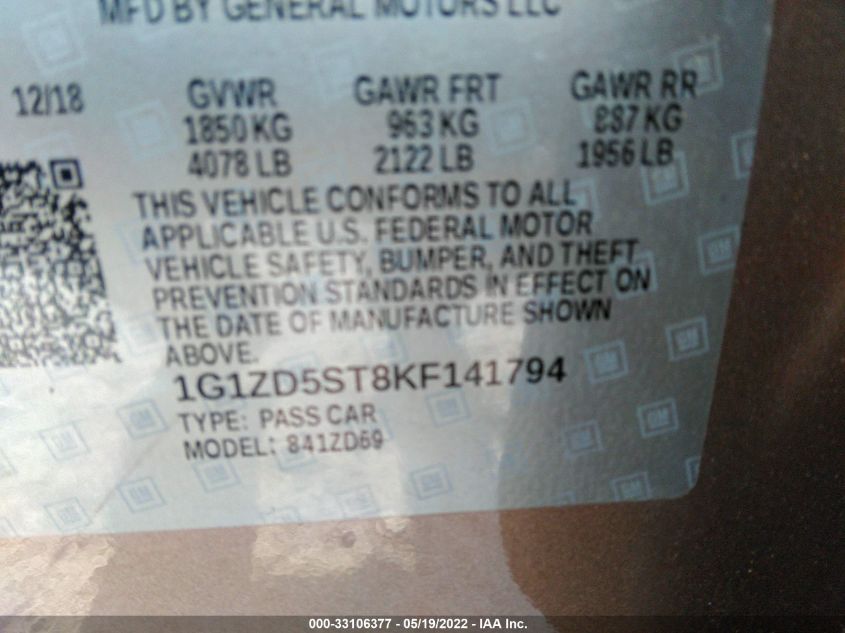 MFD BY GENERAL MOTORS LLC
12/18 GVWR GAWR FRT GAWR RR
1850 KG 963 KG 887 KG
4078 LB 2122 LB 1956 LB
THIS VEHICLE CONFORMS TO ALL
APPLICABLE U.S. FEDERAL MOTOR
VEHICLE SAFETY, BUMPER, AND THEFT
PREVENTION STANDARDS IN EFFECT ON
THE DATE OF MANUFACTURE SHOWN
ABOVE.
1G1ZD5ST8KF141794
TYPE: PASS CAR
MODEL: 841ZD69
000-33106377 - 05/19/2022 - IAA Inc.